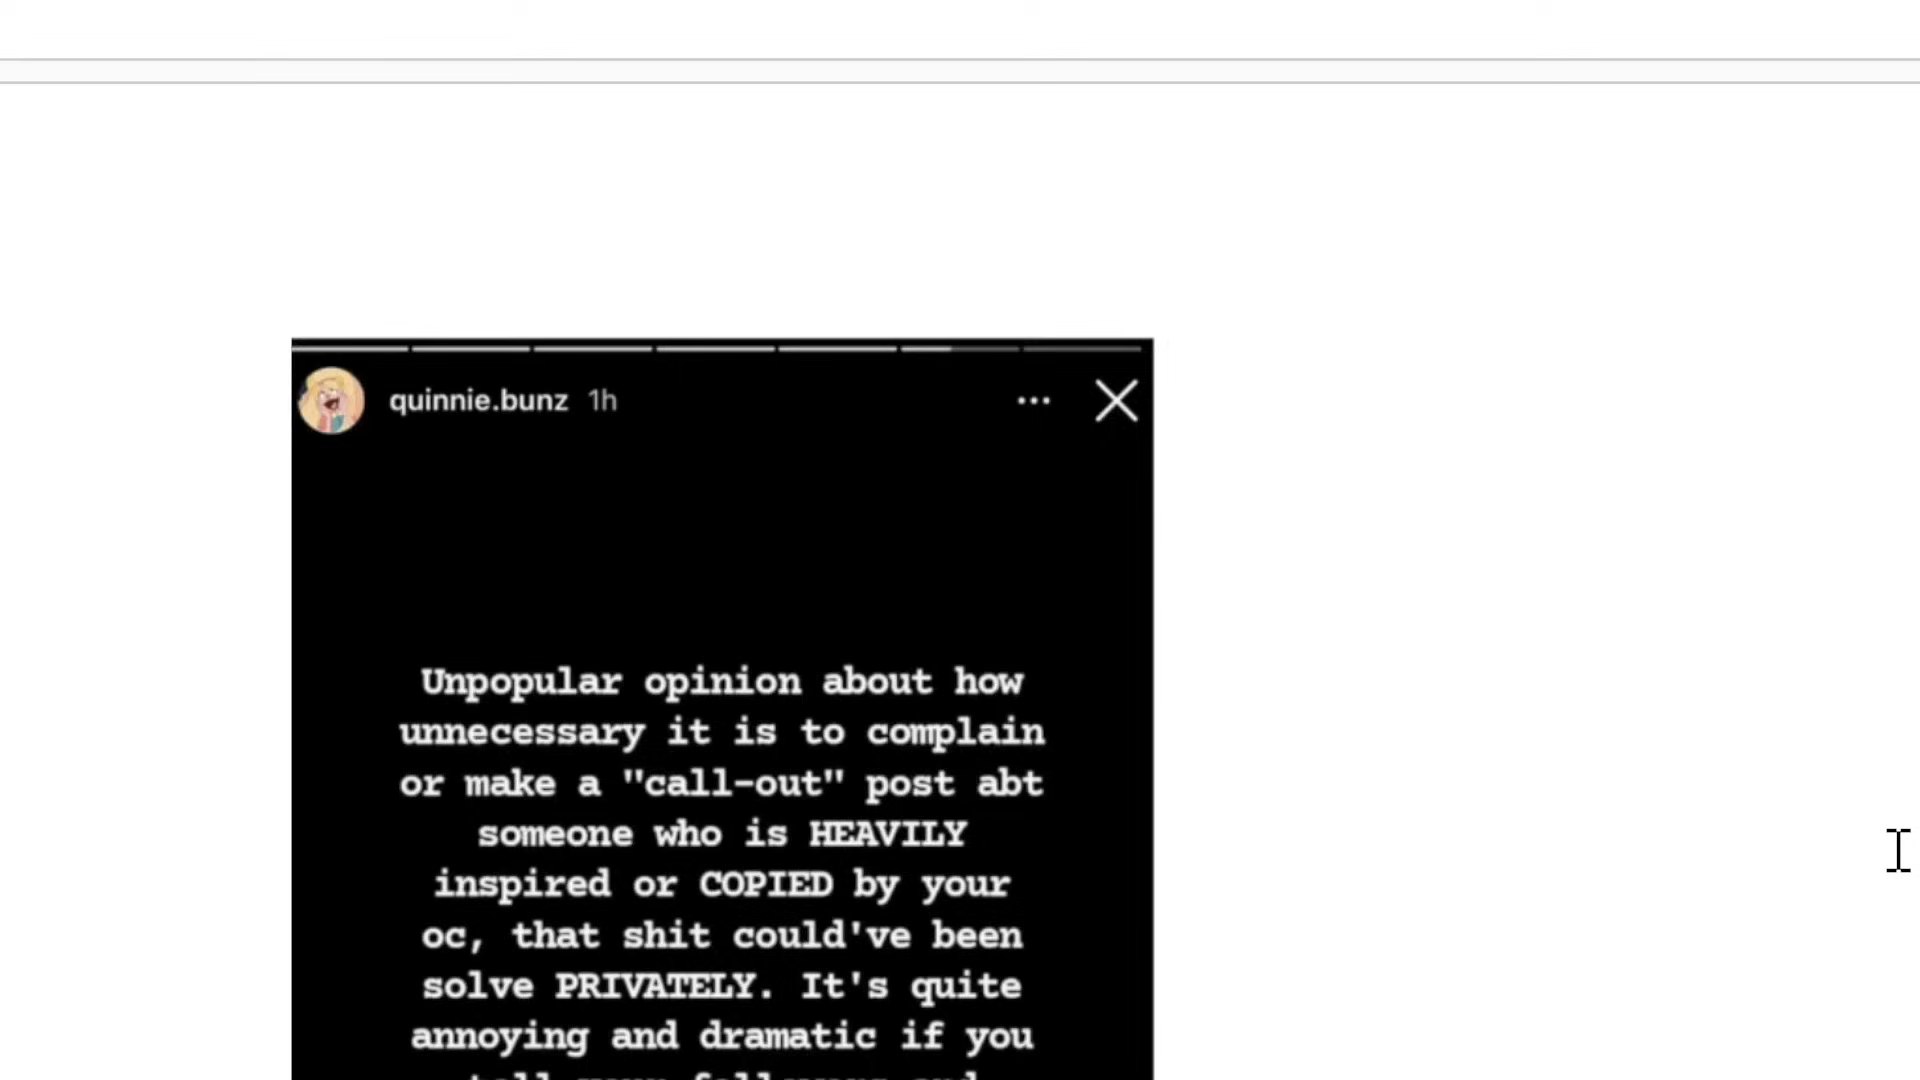 quinnie.bunz 1h
Unpopular opinion about how
unnecessary it is to complain
or make a "call-out" post abt
someone who is HEAVILY
inspired or COPIED by your
oc, that shit could've been
solve PRIVATELY. It's quite
annoying and dramatic if you